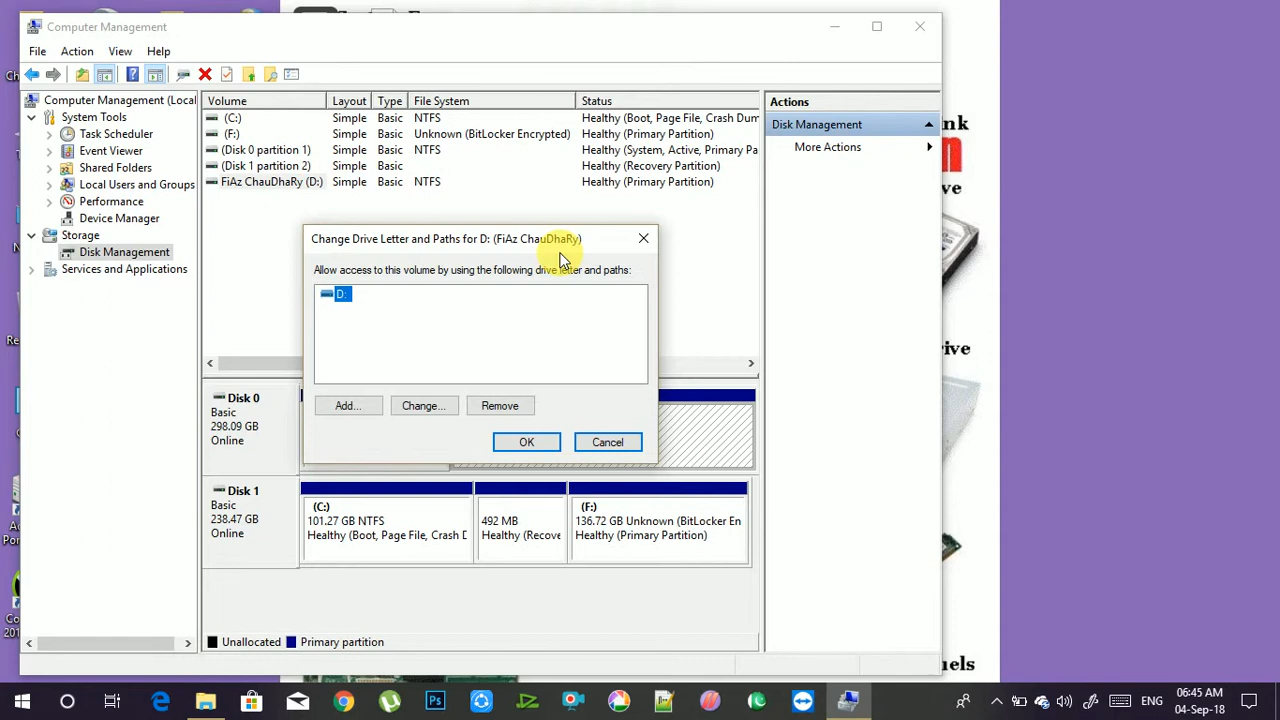 Computer Management
File Action View Help
Computer Management (Local
System Tools
Task Scheduler
Event Viewer
Shared Folders
Local Users and Groups
Performance
Device Manager
Storage
Disk Management
Services and Applications
Volume Layout Type File System Status
(C:) Simple Basic NTFS Healthy (Boot, Page File, Crash Dum
(F:) Simple Basic Unknown (BitLocker Encrypted) Healthy (Primary Partition)
(Disk 0 partition 1) Simple Basic NTFS Healthy (System, Active, Primary Pa
(Disk 1 partition 2) Simple Basic Healthy (Recovery Partition)
FiAz ChauDhaRy (D:) Simple Basic NTFS Healthy (Primary Partition)
Actions
Disk Management
More Actions
Change Drive Letter and Paths for D: (FiAz ChauDhaRy)
Allow access to this volume by using the following drive letter and paths:
D:
Add... Change... Remove
OK Cancel
Disk 0
Basic
298.09 GB
Online
Disk 1
Basic
238.47 GB
Online
(C:)
101.27 GB NTFS
Healthy (Boot, Page File, Crash D
492 MB
Healthy (Recove
(F:)
136.72 GB Unknown (BitLocker En
Healthy (Primary Partition)
Unallocated Primary partition
ENG
06:45 AM
04-Sep-18